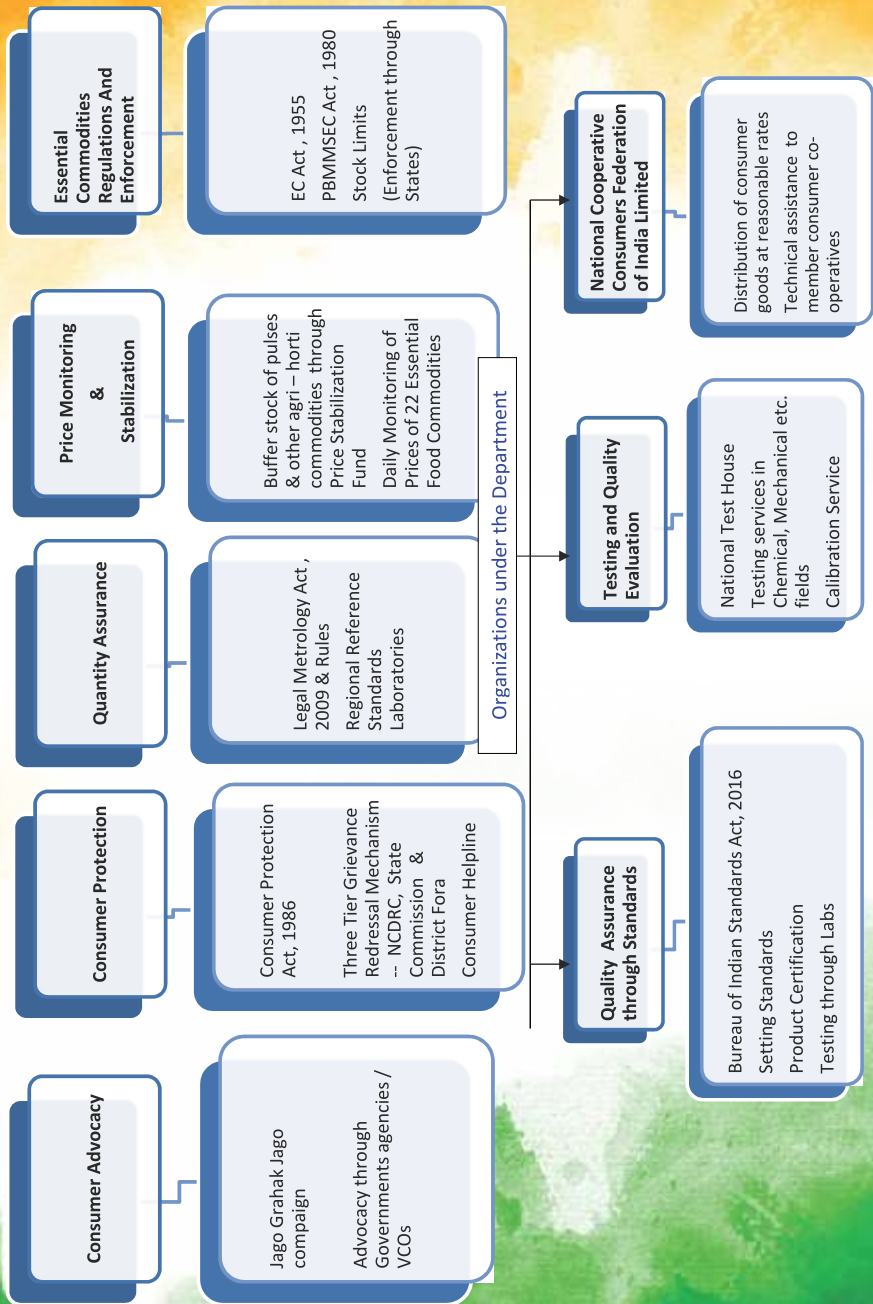 Consumer Advocacy
Jago Grahak Jago
compaign
Advocacy through
Governments agencies /
VCOs
Consumer Protection
Consumer Protection
Act, 1986
Three Tier Grievance
Redressal Mechanism
-- NCDRC, State
Commission &
District Fora
Consumer Helpline
Quantity Assurance
Legal Metrology Act ,
2009 & Rules
Regional Reference
Standards
Laboratories
Price Monitoring
&
Stabilization
Buffer stock of pulses
& other agri – horti
commodities through
Price Stabilization
Fund
Daily Monitoring of
Prices of 22 Essential
Food Commodities
Essential
Commodities
Regulations And
Enforcement
EC Act , 1955
PBMMSEC Act , 1980
Stock Limits
(Enforcement through
States)
Organizations under the Department
Quality Assurance
through Standards
Bureau of Indian Standards Act, 2016
Setting Standards
Product Certification
Testing through Labs
Testing and Quality
Evaluation
National Test House
Testing services in
Chemical, Mechanical etc.
fields
Calibration Service
National Cooperative
Consumers Federation
of India Limited
Distribution of consumer
goods at reasonable rates
Technical assistance to
member consumer co-
operatives